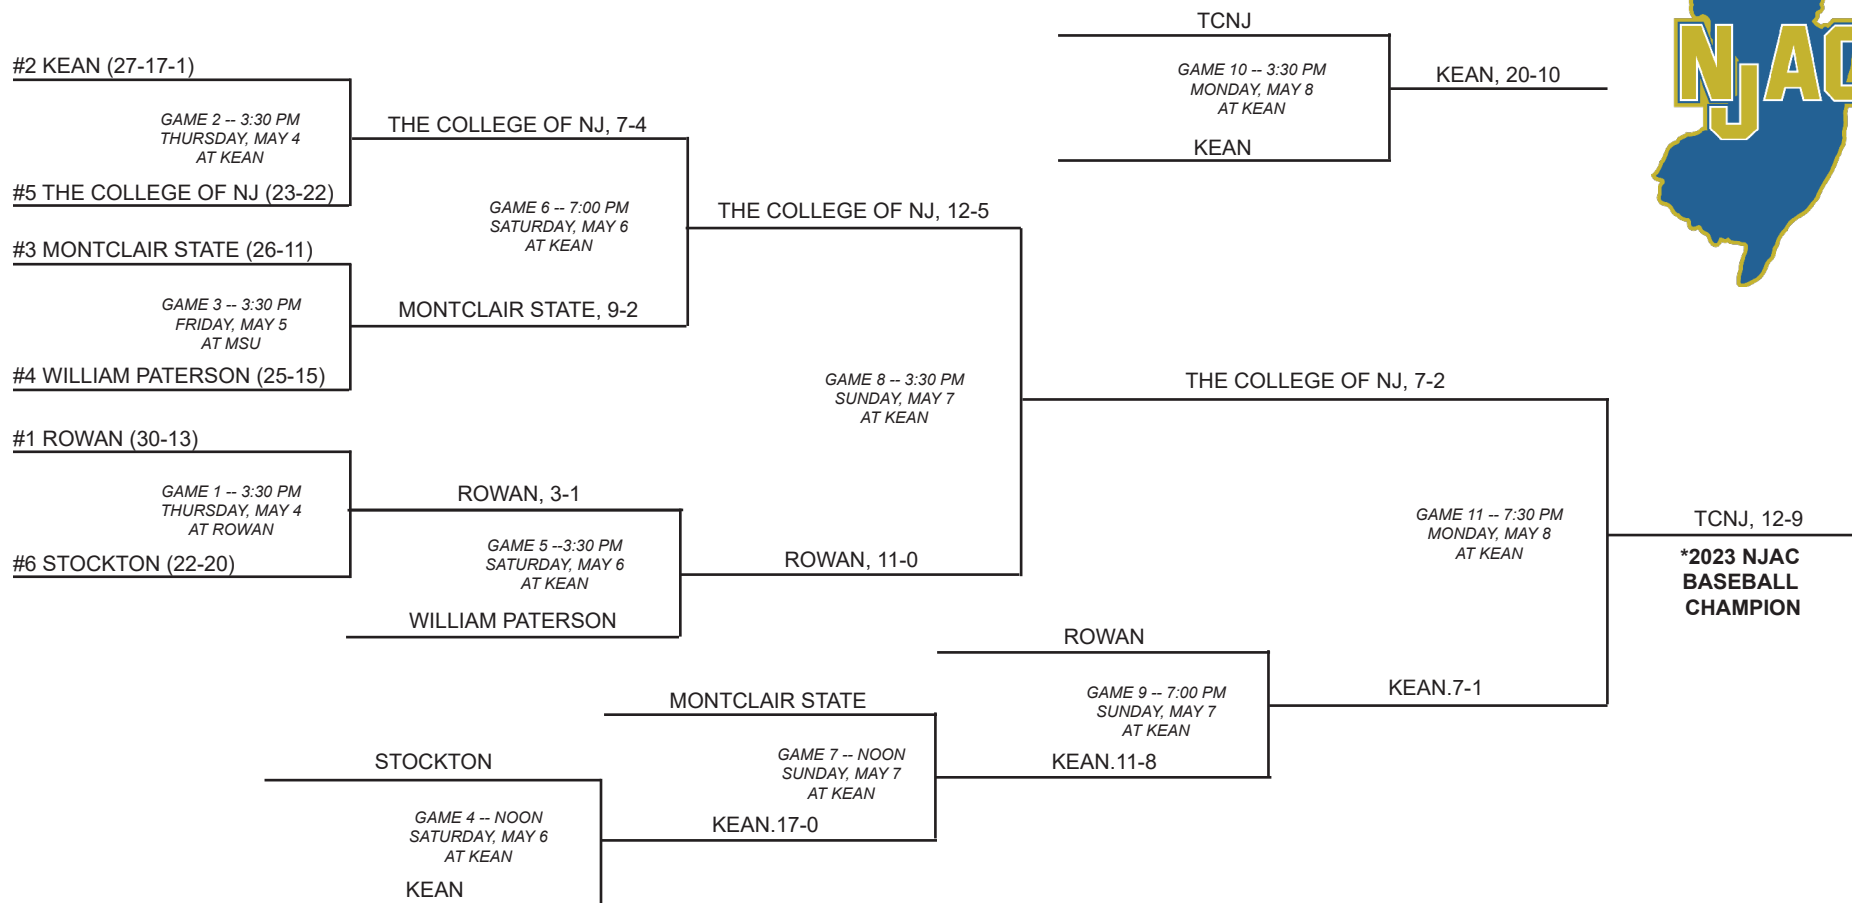 #2 KEAN (27-17-1)
GAME 2 -- 3:30 PM
THURSDAY, MAY 4
AT KEAN
#5 THE COLLEGE OF NJ (23-22)
THE COLLEGE OF NJ, 7-4
#3 MONTCLAIR STATE (26-11)
GAME 3 -- 3:30 PM
FRIDAY, MAY 5
AT MSU
#4 WILLIAM PATERSON (25-15)
MONTCLAIR STATE, 9-2
GAME 6 -- 7:00 PM
SATURDAY, MAY 6
AT KEAN
THE COLLEGE OF NJ, 12-5
#1 ROWAN (30-13)
GAME 1 -- 3:30 PM
THURSDAY, MAY 4
AT ROWAN
#6 STOCKTON (22-20)
ROWAN, 3-1
GAME 5 --3:30 PM
SATURDAY, MAY 6
AT KEAN
WILLIAM PATERSON
ROWAN, 11-0
GAME 8 -- 3:30 PM
SUNDAY, MAY 7
AT KEAN
THE COLLEGE OF NJ, 7-2
STOCKTON
GAME 4 -- NOON
SATURDAY, MAY 6
AT KEAN
KEAN
MONTCLAIR STATE
GAME 7 -- NOON
SUNDAY, MAY 7
AT KEAN
KEAN.17-0
ROWAN
GAME 9 -- 7:00 PM
SUNDAY, MAY 7
AT KEAN
KEAN.11-8
KEAN.7-1
GAME 11 -- 7:30 PM
MONDAY, MAY 8
AT KEAN
TCNJ, 12-9
*2023 NJAC
BASEBALL
CHAMPION
TCNJ
GAME 10 -- 3:30 PM
MONDAY, MAY 8
AT KEAN
KEAN
KEAN, 20-10
NJAC